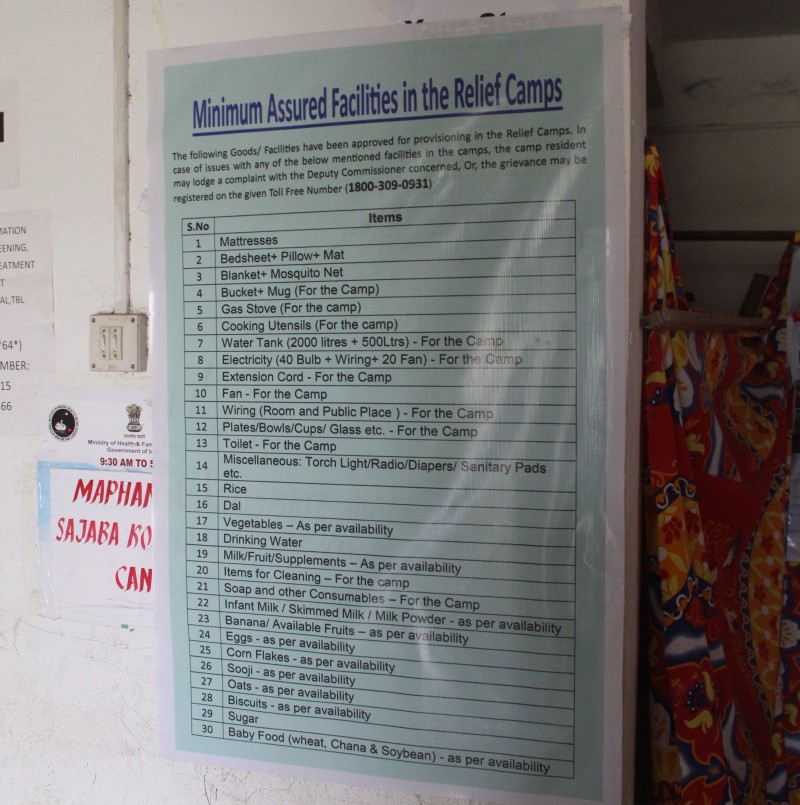 Minimum Assured Facilities in the Relief Camps
The following Goods/ Facilities have been approved for provisioning in the Relief Camps. In
case of issues with any of the below mentioned facilities in the camps, the camp resident
may lodge a complaint with the Deputy Commissioner concerned, Or, the grievance may be
registered on the given Toll Free Number (1800-309-0931)
S.No Items
1 Mattresses
2 Bedsheet+ Pillow+ Mat
3 Blanket+ Mosquito Net
4 Bucket+ Mug (For the Camp)
5 Gas Stove (For the camp)
6 Cooking Utensils (For the camp)
7 Water Tank (2000 litres + 500Ltrs) - For the Camp
8 Electricity (40 Bulb + Wiring+ 20 Fan) - For the Camp
9 Extension Cord - For the Camp
10 Fan - For the Camp
11 Wiring (Room and Public Place ) - For the Camp
12 Plates/Bowls/Cups/ Glass etc. - For the Camp
13 Toilet - For the Camp
14 Miscellaneous: Torch Light/Radio/Diapers/ Sanitary Pads
etc.
15 Rice
16 Dal
17 Vegetables – As per availability
18 Drinking Water
19 Milk/Fruit/Supplements – As per availability
20 Items for Cleaning – For the camp
21 Soap and other Consumables – For the Camp
22 Infant Milk / Skimmed Milk / Milk Powder - as per availability
23 Banana/ Available Fruits – as per availability
24 Eggs - as per availability
25 Corn Flakes - as per availability
26 Sooji - as per availability
27 Oats - as per availability
28 Biscuits - as per availability
29 Sugar
30 Baby Food (wheat, Chana & Soybean) - as per availability
MATION
EENING,
EATMENT
T
AL,TBL
64*)
MBER:
15
66
Ministry of Health & Fam
Government of I
9:30 AM TO 5
MAPHAN
SAJABA KO
CAN